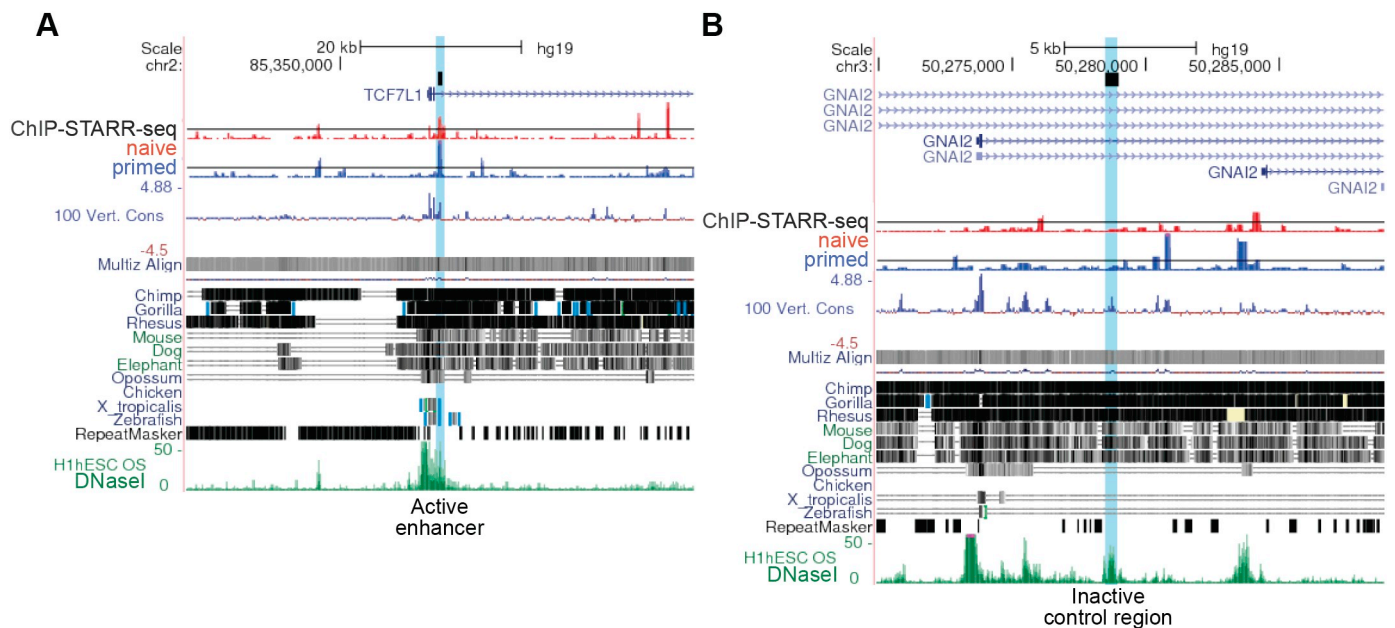 A
Scale 20 kb hg19
chr2: 85,350,000
TCF7L1
ChIP-STARR-seq
naive
primed
4.88 -
100 Vert. Cons
-4.5
Multiz Align
Chimp
Gorilla
Rhesus
Mouse
Dog
Elephant
Opossum
Chicken
X_tropicalis
Zebrafish
RepeatMasker
50 -
H1hESC OS
DNaseI 0
Active
enhancer
B
Scale 5 kb hg19
chr3: 50,275,000 50,280,000 50,285,000
GNAI2
GNAI2
GNAI2
GNAI2
GNAI2
GNAI2
GNAI2
ChIP-STARR-seq
naive
primed
4.88 -
100 Vert. Cons
-4.5
Multiz Align
Chimp
Gorilla
Rhesus
Mouse
Dog
Elephant
Opossum
Chicken
X_tropicalis
Zebrafish
RepeatMasker
50 -
H1hESC OS
DNaseI 0
Inactive
control region